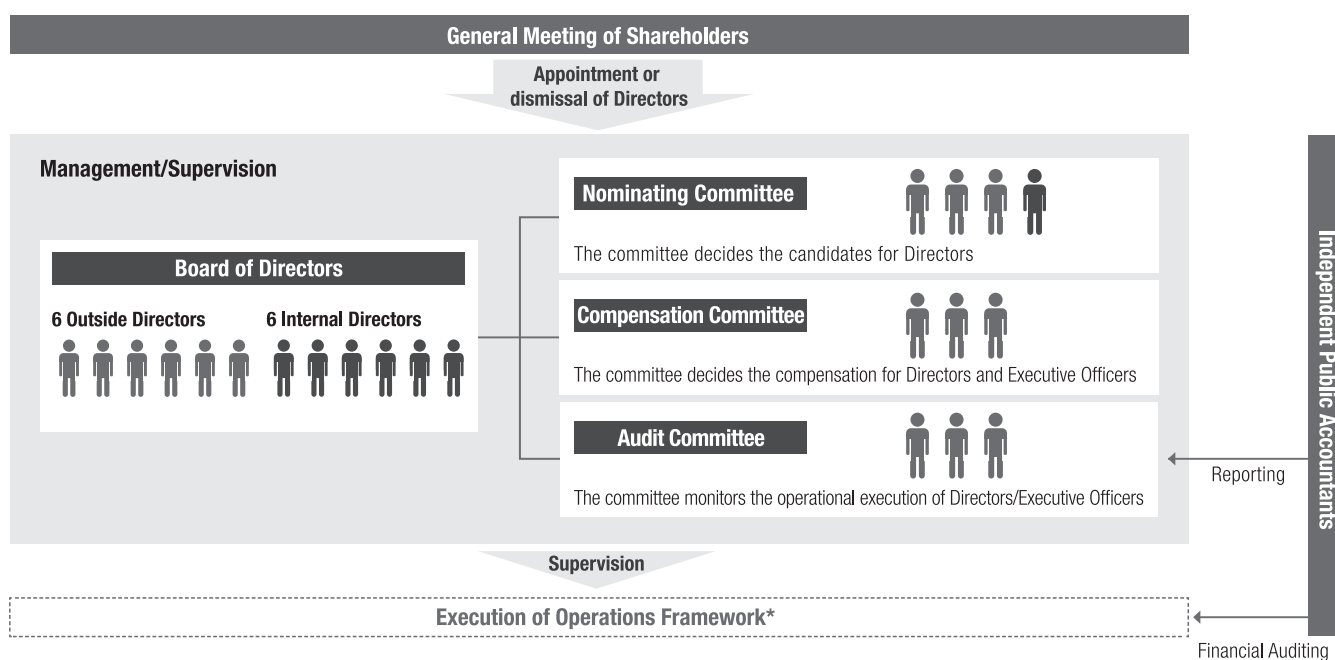 General Meeting of Shareholders
Appointment or
dismissal of Directors
Management/Supervision
Board of Directors
6 Outside Directors
6 Internal Directors
Nominating Committee
The committee decides the candidates for Directors
Compensation Committee
The committee decides the compensation for Directors and Executive Officers
Audit Committee
The committee monitors the operational execution of Directors/Executive Officers
Independent Public Accountants
Reporting
Supervision
Execution of Operations Framework*
Financial Auditing